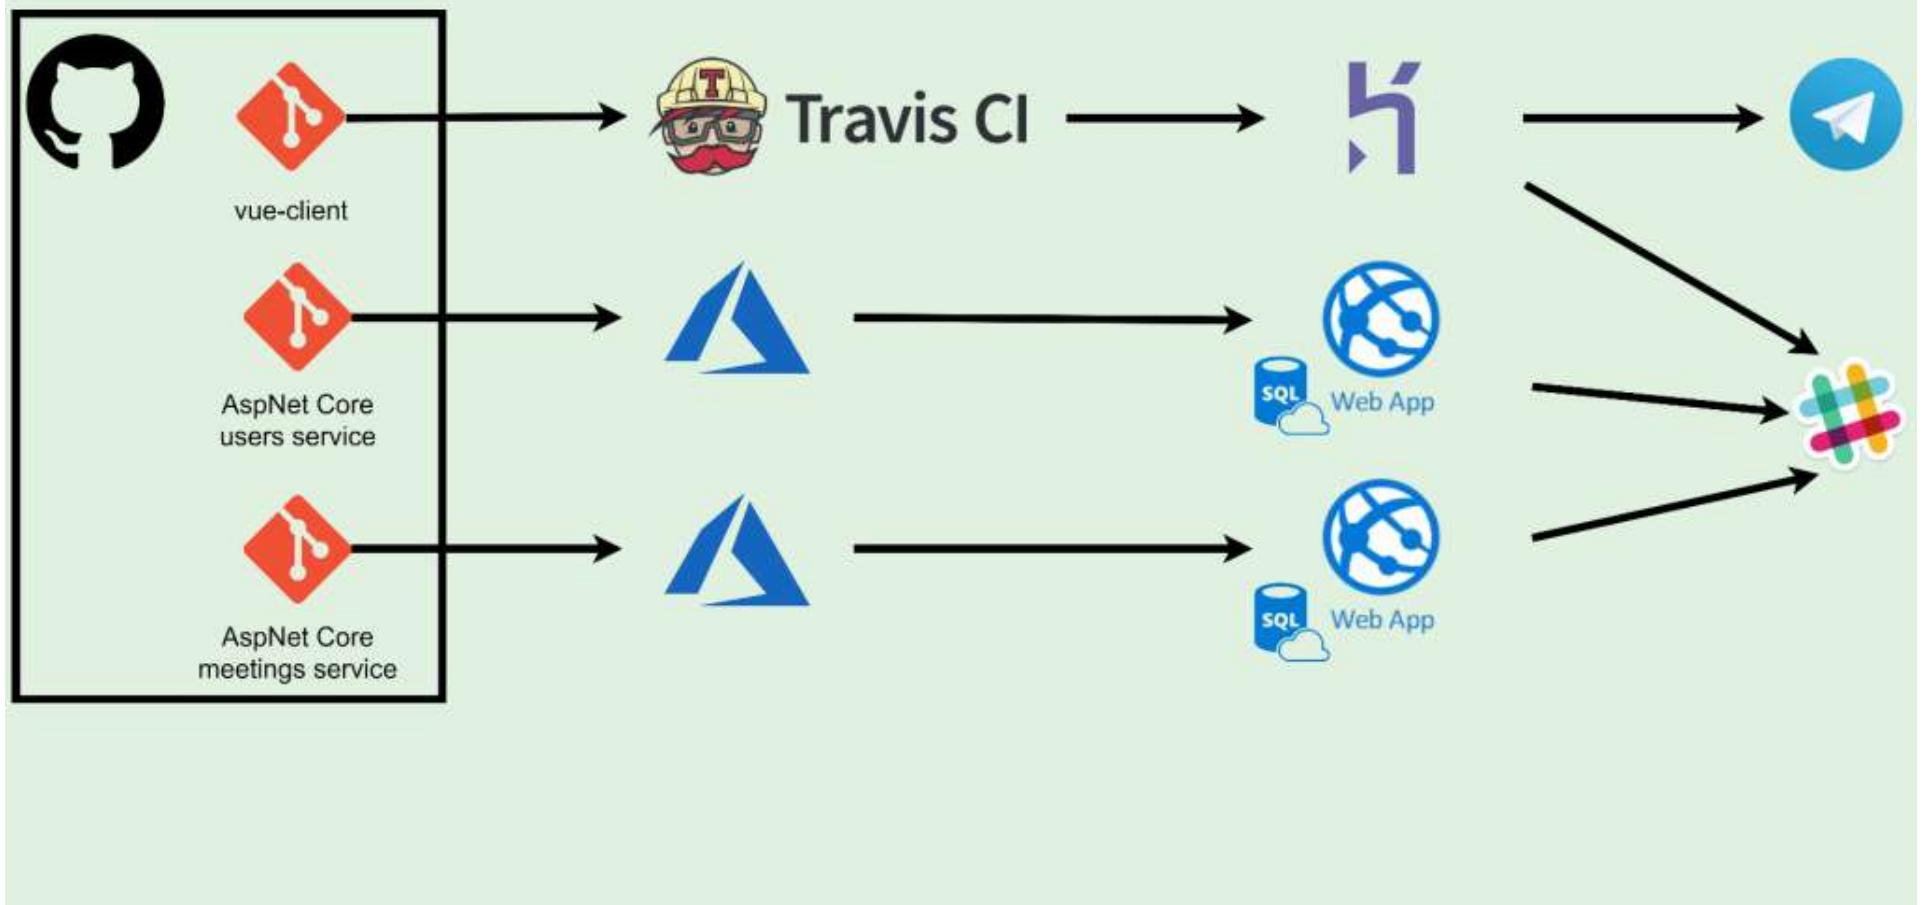 T
Travis CI
vue-client
AspNet Core
users service
SQL
Web App
AspNet Core
meetings service
SQL
Web App